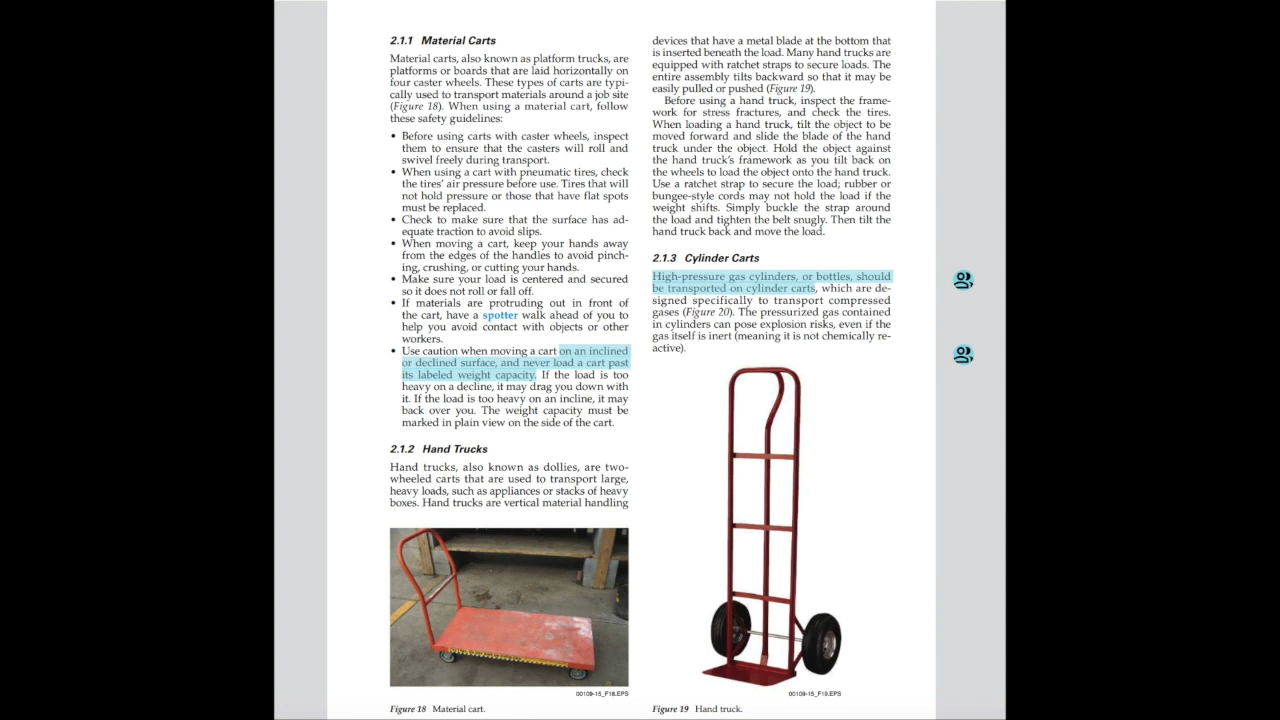 2.1.1 Material Carts
Material carts, also known as platform trucks, are
platforms or boards that are laid horizontally on
four caster wheels. These types of carts are typi-
cally used to transport materials around a job site
(Figure 18). When using a material cart, follow
these safety guidelines:
• Before using carts with caster wheels, inspect
them to ensure that the casters will roll and
swivel freely during transport.
• When using a cart with pneumatic tires, check
the tires' air pressure before use. Tires that will
not hold pressure or those that have flat spots
must be replaced.
• Check to make sure that the surface has ad-
equate traction to avoid slips.
• When moving a cart, keep your hands away
from the edges of the handles to avoid pinch-
ing, crushing, or cutting your hands.
• Make sure your load is centered and secured
so it does not roll or fall off.
• If materials are protruding out in front of
the cart, have a spotter walk ahead of you to
help you avoid contact with objects or other
workers.
• Use caution when moving a cart on an inclined
or declined surface, and never load a cart past
its labeled weight capacity. If the load is too
heavy on a decline, it may drag you down with
it. If the load is too heavy on an incline, it may
back over you. The weight capacity must be
marked in plain view on the side of the cart.
2.1.2 Hand Trucks
Hand trucks, also known as dollies, are two-
wheeled carts that are used to transport large,
heavy loads, such as appliances or stacks of heavy
boxes. Hand trucks are vertical material handling
00109-15_F18.EPS
Figure 18 Material cart.
devices that have a metal blade at the bottom that
is inserted beneath the load. Many hand trucks are
equipped with ratchet straps to secure loads. The
entire assembly tilts backward so that it may be
easily pulled or pushed (Figure 19).
Before using a hand truck, inspect the frame-
work for stress fractures, and check the tires.
When loading a hand truck, tilt the object to be
moved forward and slide the blade of the hand
truck under the object. Hold the object against
the hand truck's framework as you tilt back on
the wheels to load the object onto the hand truck.
Use a ratchet strap to secure the load; rubber or
bungee-style cords may not hold the load if the
weight shifts. Simply buckle the strap around
the load and tighten the belt snugly. Then tilt the
hand truck back and move the load.
2.1.3 Cylinder Carts
High-pressure gas cylinders, or bottles, should
be transported on cylinder carts, which are de-
signed specifically to transport compressed
gases (Figure 20). The pressurized gas contained
in cylinders can pose explosion risks, even if the
gas itself is inert (meaning it is not chemically re-
active).
00109-15_F19.EPS
Figure 19 Hand truck.